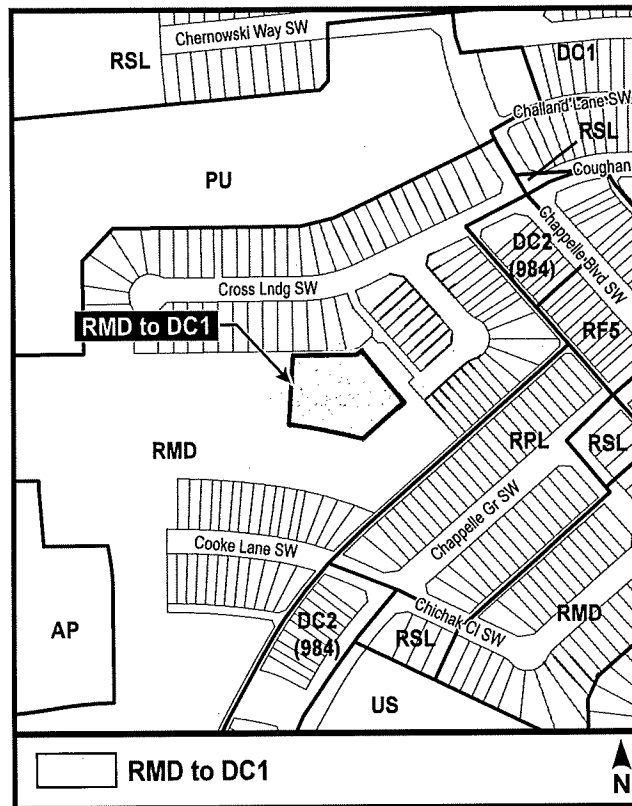 Chernowski Way SW
RSL
DC1
Challand Lane SW
RSL
Coughan
PU
Chappelle Blvd SW
DC2
(984)
Cross Lndg SW
RMD to DC1
RF5
RMD
RPL
RSL
Chappelle Gr SW
Cooke Lane SW
AP
DC2
(984)
Chichak Cl SW
RSL
RMD
US
RMD to DC1
N